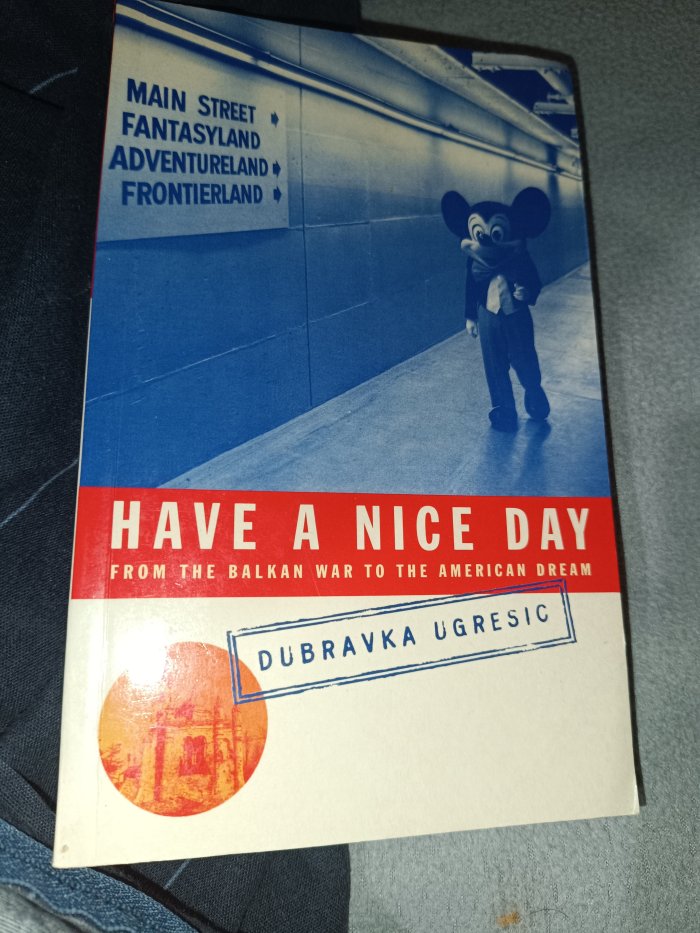 MAIN STREET
FANTASYLAND
ADVENTURELAND
FRONTIERLAND
HAVE A NICE DAY
FROM THE BALKAN WAR TO THE AMERICAN DREAM
DUBRAVKA UGRESIC